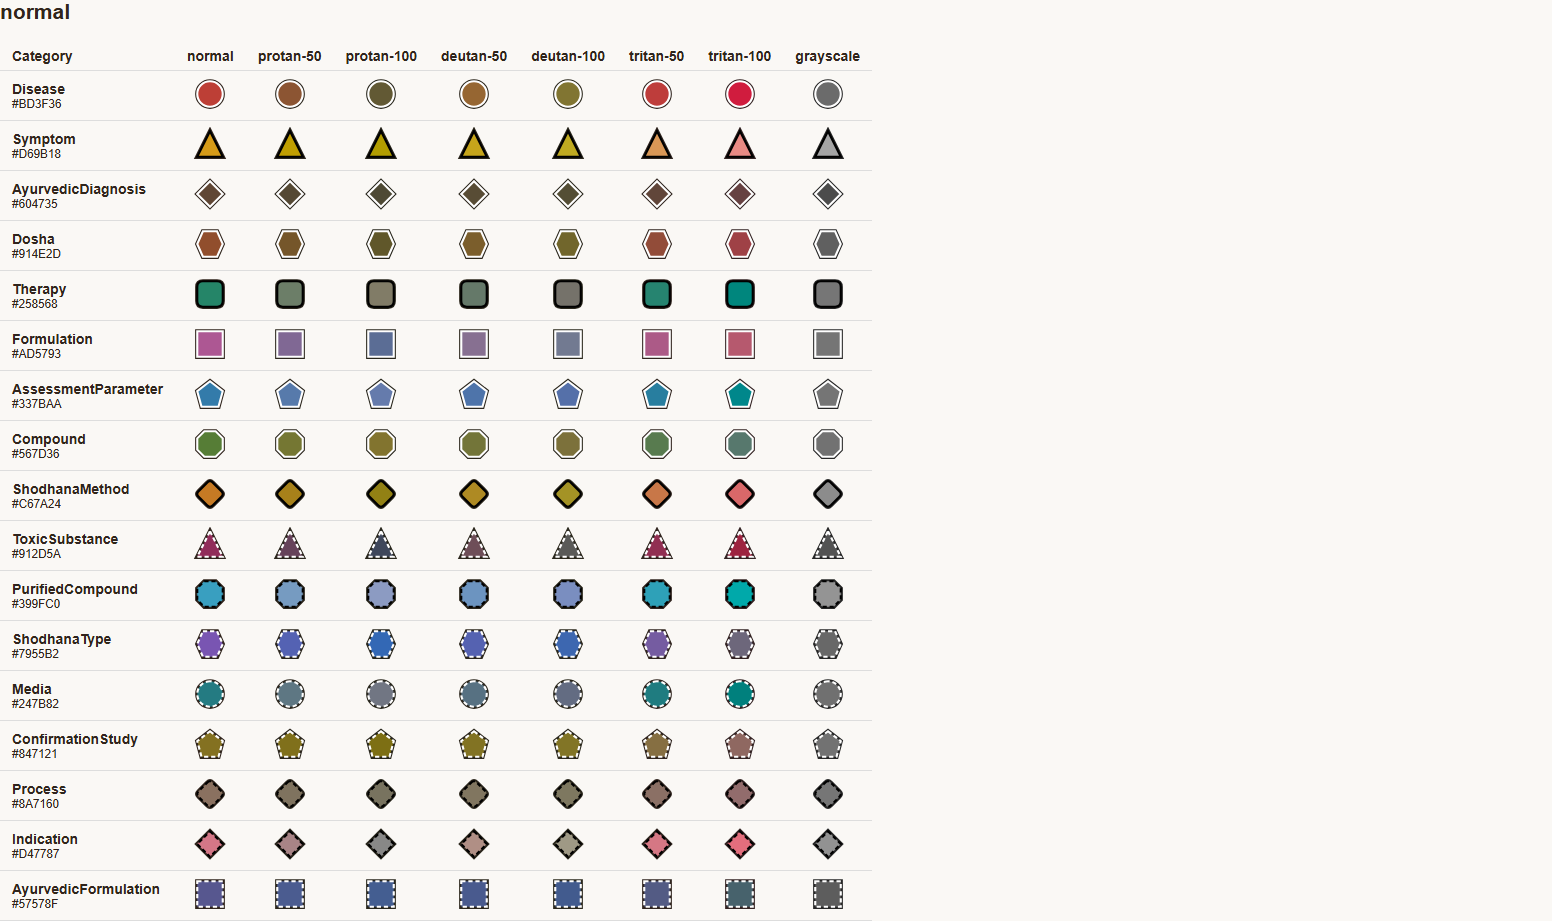 normal
Category normal protan-50 protan-100 deutan-50 deutan-100 tritan-50 tritan-100 grayscale
Disease
#BD3F36
Symptom
#D69B18
AyurvedicDiagnosis
#604735
Dosha
#914E2D
Therapy
#258568
Formulation
#AD5793
AssessmentParameter
#337BAA
Compound
#567D36
ShodhanaMethod
#C67A24
ToxicSubstance
#912D5A
PurifiedCompound
#399FC0
ShodhanaType
#7955B2
Media
#247B82
ConfirmationStudy
#847121
Process
#8A7160
Indication
#D47787
AyurvedicFormulation
#57578F